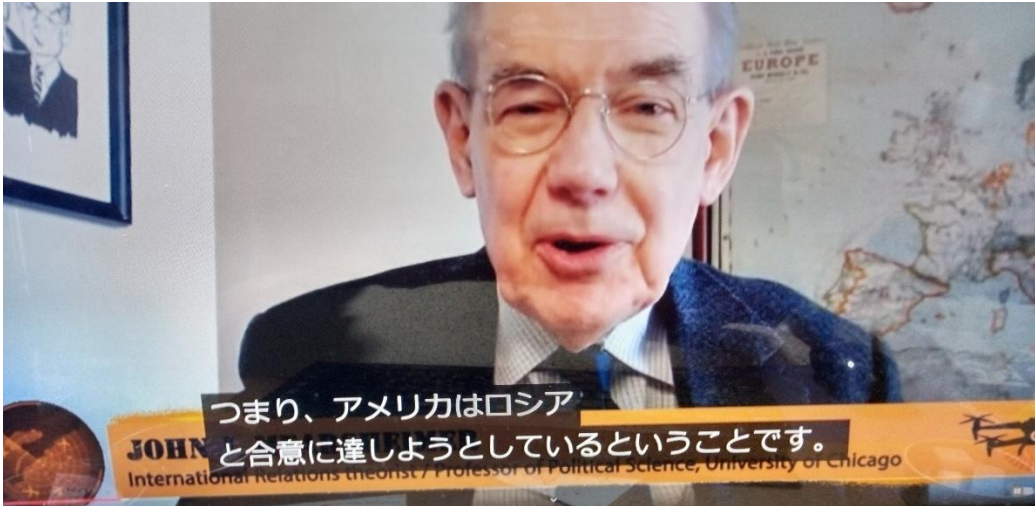 EUROPE
つまり、アメリカはロシア
と合意に達しようとしているということです。
JOHN
International Relations theorist / Professor of Political Science, University of Chicago